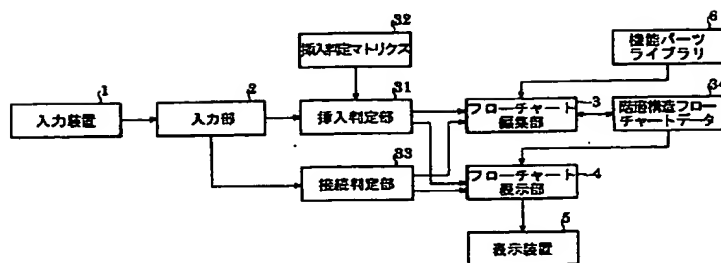 32
挿入判定マトリクス
6
機能パーツ
ライブラリ
1
入力装置
2
入力部
31
挿入判定部
フローチャート
編集部
3
34
階層構造フロー
チャートデータ
33
接続判定部
フローチャート
表示部
4
5
表示装置